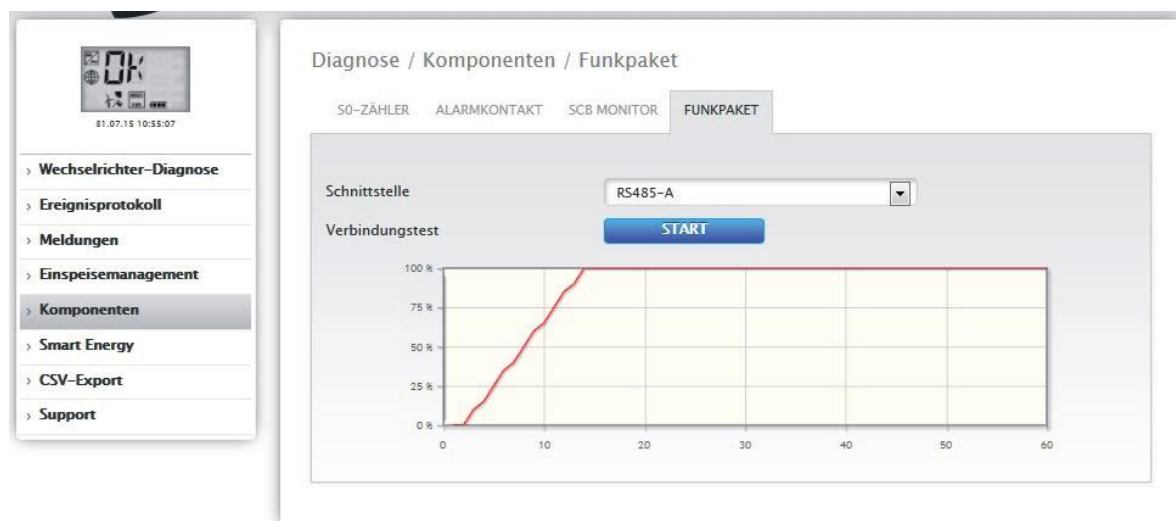 OK
81.07.15 10:55:07
Wechselrichter-Diagnose
Ereignisprotokoll
Meldungen
Einspeisemanagement
Komponenten
Smart Energy
CSV-Export
Support
Diagnose / Komponenten / Funkpaket
S0-ZÄHLER ALARMKONTAKT SCB MONITOR FUNKPAKET
Schnittstelle RS485-A
Verbindungstest START
100 %
75 %
50 %
25 %
0 %
0 10 20 30 40 50 60